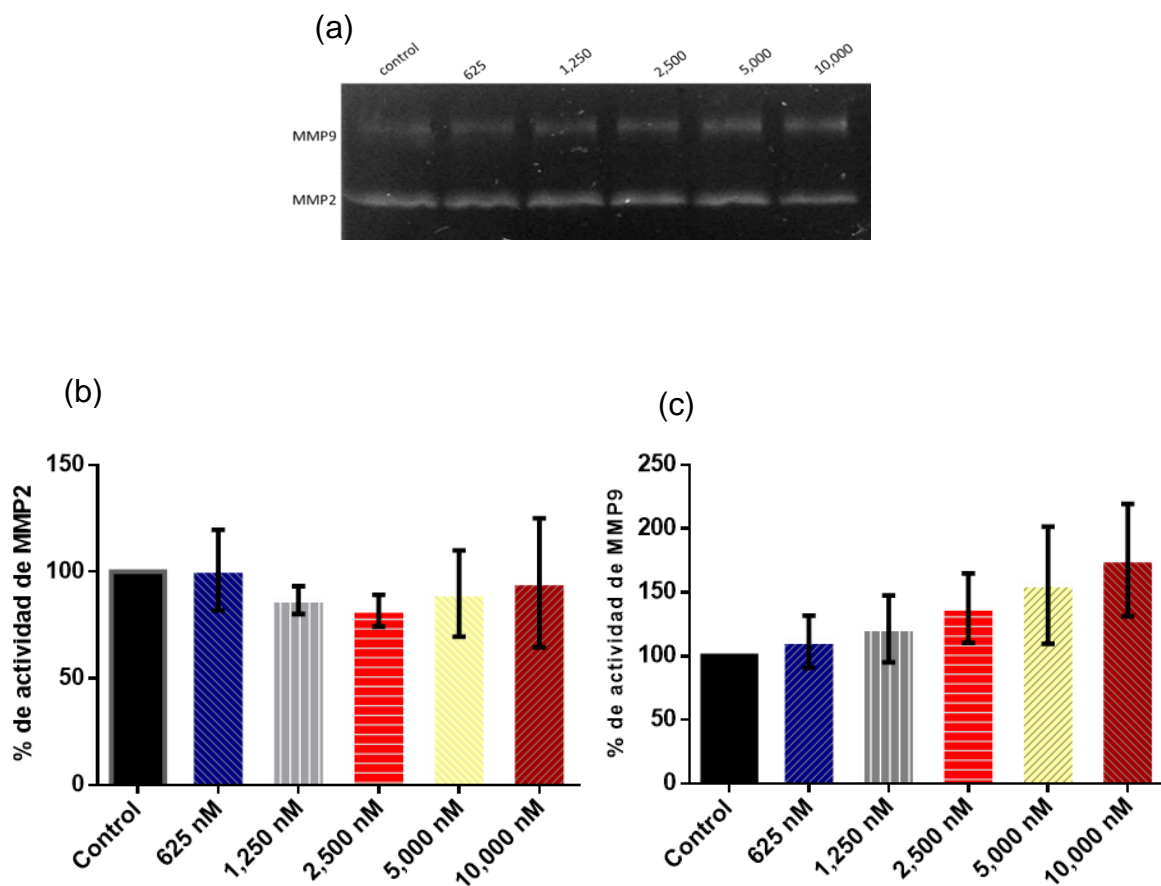 (a)
control 625 1,250 2,500 5,000 10,000
MMP9
MMP2
(b)
% de actividad de MMP2
150
100
50
0
Control 625 nM 1,250 nM 2,500 nM 5,000 nM 10,000 nM
(c)
% de actividad de MMP9
250
200
150
100
50
0
Control 625 nM 1,250 nM 2,500 nM 5,000 nM 10,000 nM